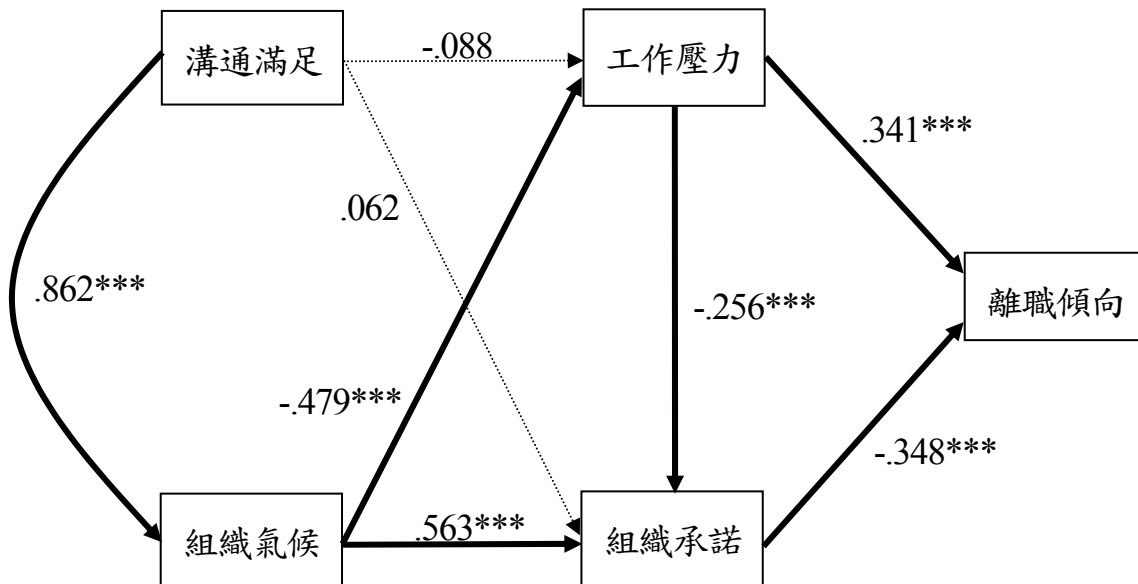 溝通滿足
-.088
工作壓力
.341***
.062
.862***
-.256***
離職傾向
-.479***
-.348***
組織氣候
.563***
組織承諾